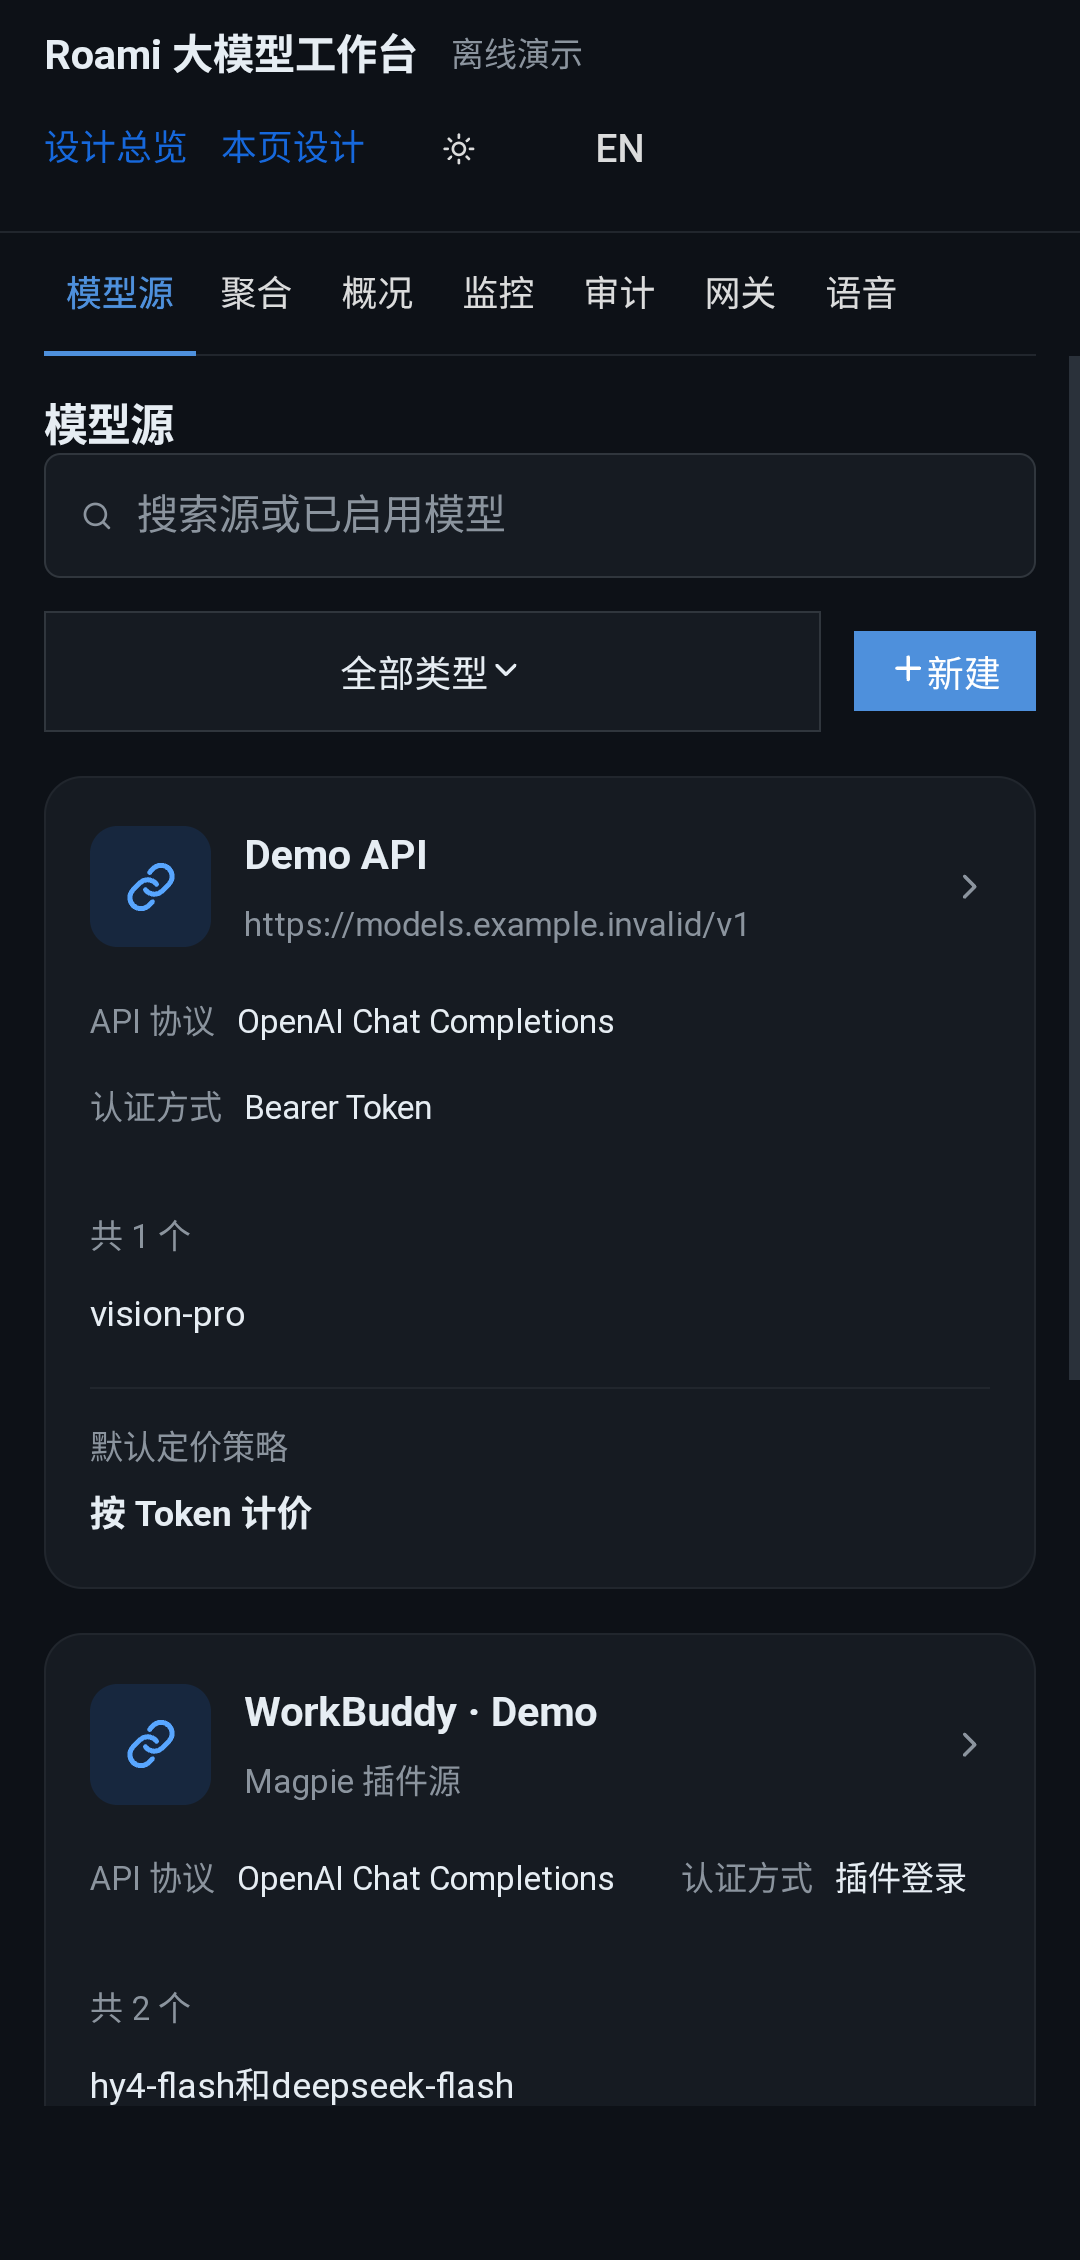 Roami 大模型工作台 离线演示
设计总览 本页设计 EN
模型源 聚合 概况 监控 审计 网关 语音
模型源
搜索源或已启用模型
全部类型 新建
Demo API
https://models.example.invalid/v1
API 协议 OpenAI Chat Completions
认证方式 Bearer Token
共 1 个
vision-pro
默认定价策略
按 Token 计价
WorkBuddy · Demo
Magpie 插件源
API 协议 OpenAI Chat Completions 认证方式 插件登录
共 2 个
hy4-flash和deepseek-flash